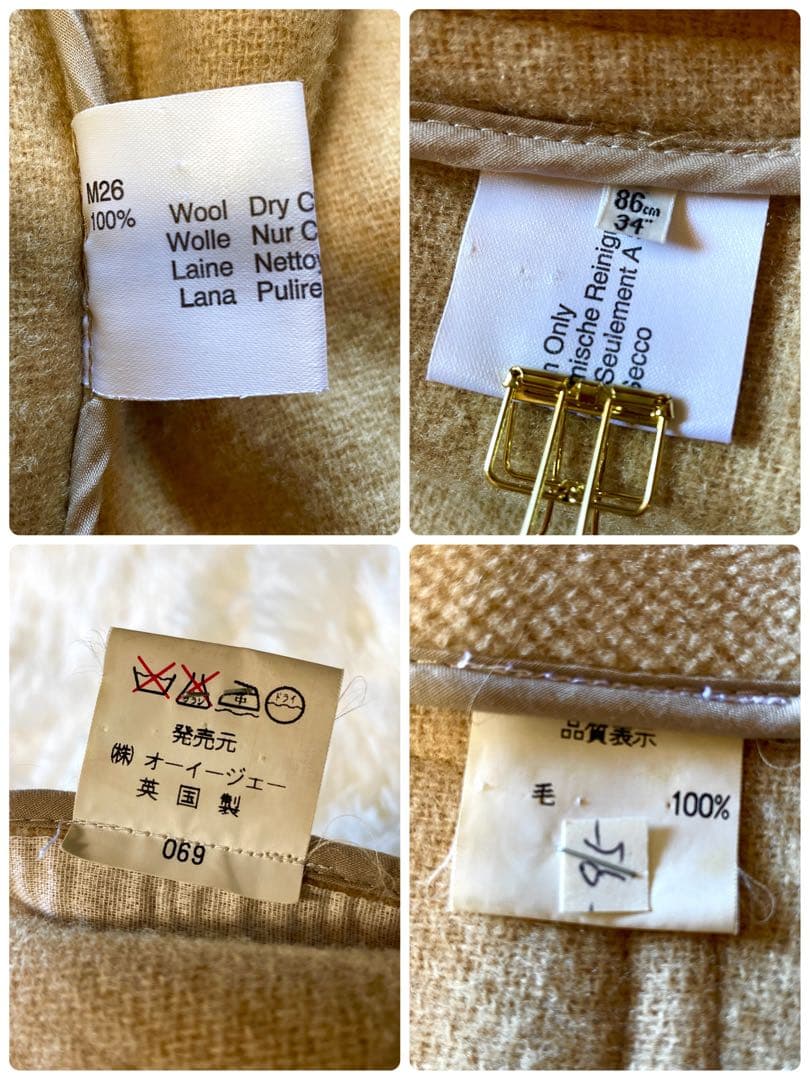 M26
100%
Wool Dry C
Wolle Nur C
Laine Nettoy
Lana Pulire
86cm
34"
n Only
mische Reinig
Seulement A
Secco
中
ドライ
発売元
(株) オーイージェー
英国製
069
品質表示
毛 100%